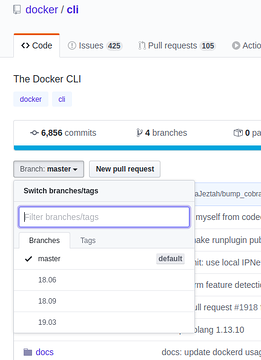 docker / cli
Code
Issues 425
Pull requests 105
Actio
The Docker CLI
docker cli
6,856 commits
4 branches
0 pa
Branch: master
New pull request
Switch branches/tags
aJeztah/bump_cobra
Filter branches/tags
myself from codeo
Branches Tags
ake runplugin pub
master default
nit: use local IPNe
18.06
rm feature detectio
18.09
ull request #1918
19.03
olang 1.13.10
docs
docs: update dockerd usag